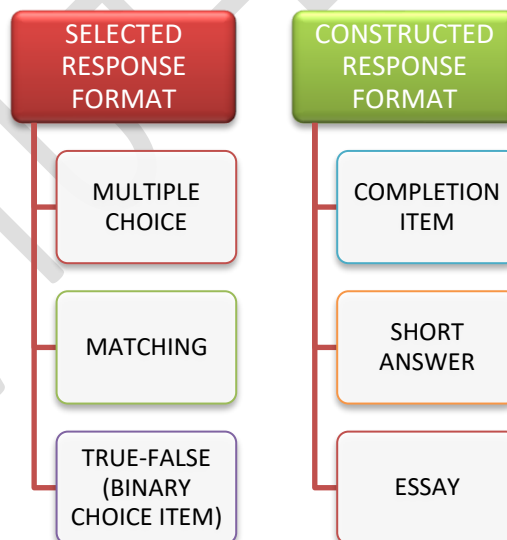 SELECTED
RESPONSE
FORMAT
MULTIPLE
CHOICE
MATCHING
TRUE-FALSE
(BINARY
CHOICE ITEM)
CONSTRUCTED
RESPONSE
FORMAT
COMPLETION
ITEM
SHORT
ANSWER
ESSAY